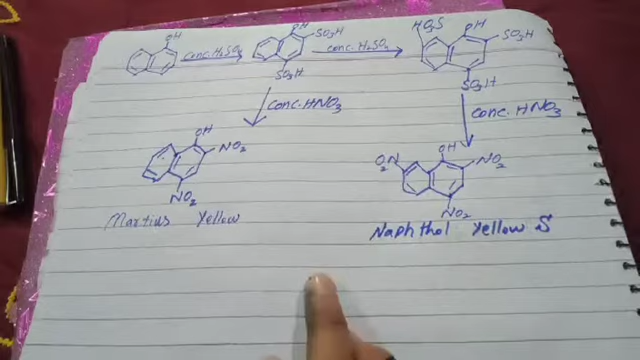 OH conc. H₂SO₄ OH SO₃H SO₃H conc. H₂SO₄ HO₃S OH SO₃H SO₃H
conc. HNO₃ conc. HNO₃
OH NO₂ NO₂ O₂N OH NO₂ NO₂
Martius Yellow Naphthol Yellow S